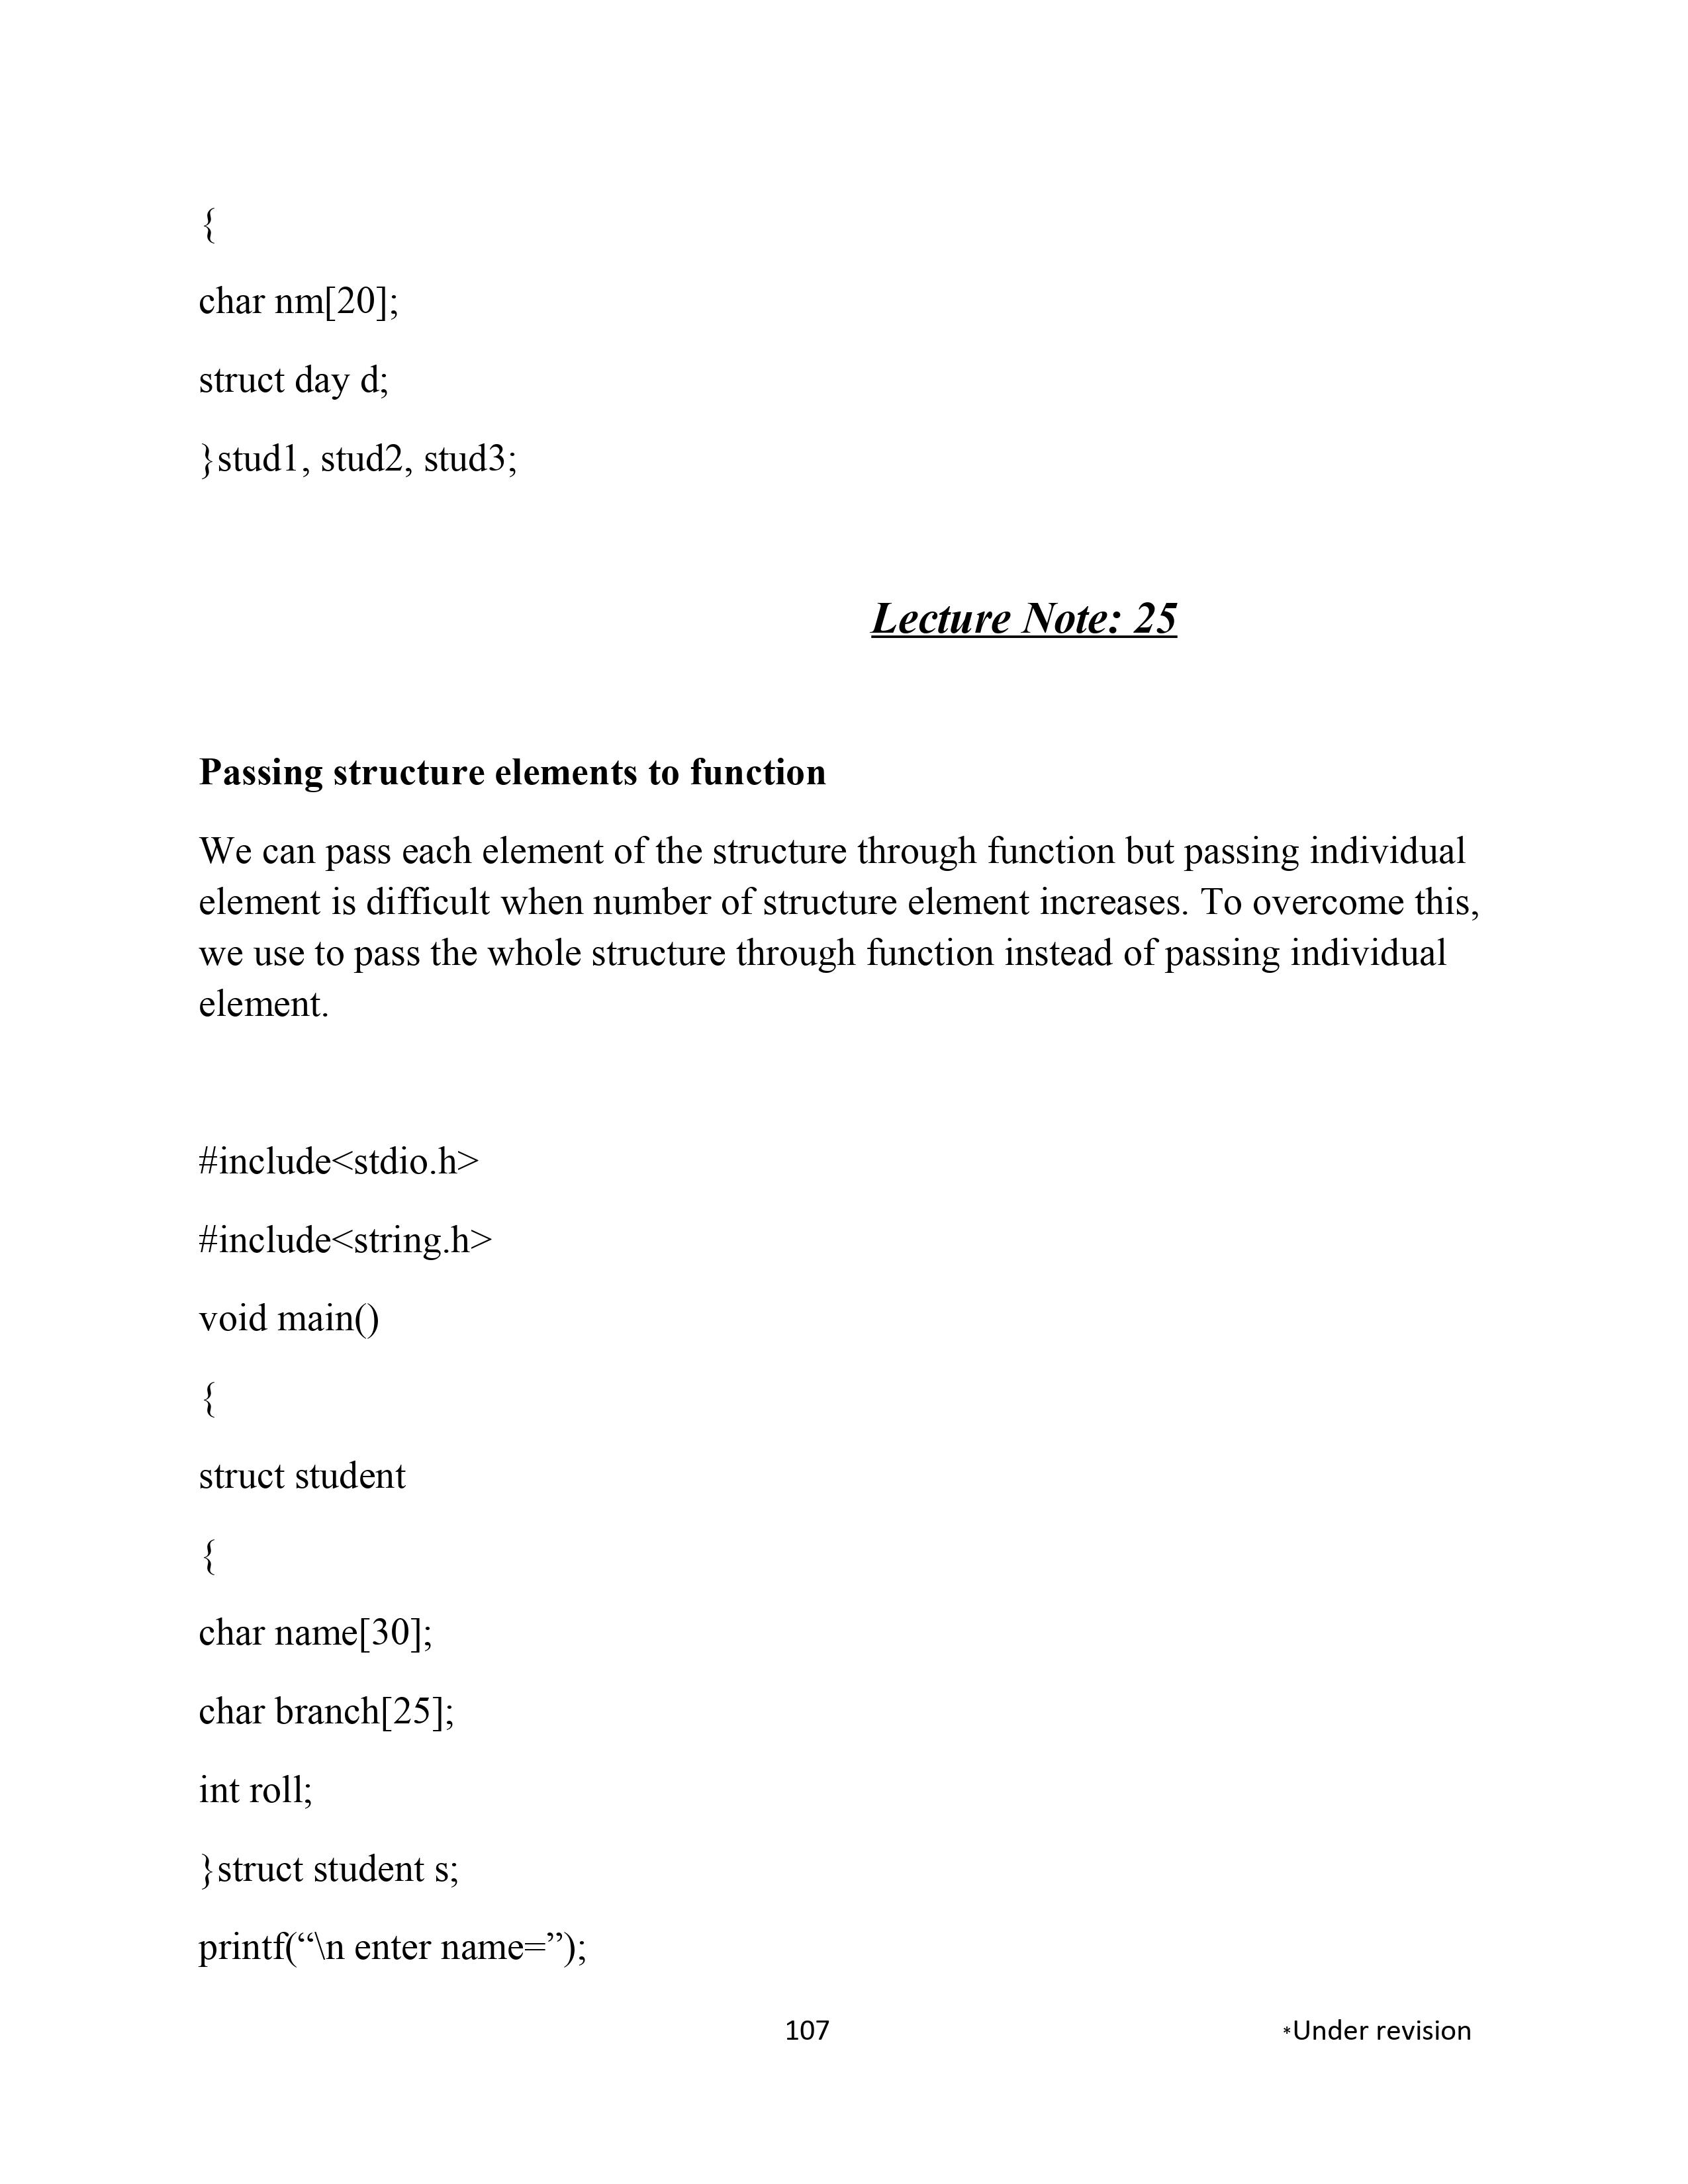 {
char nm[20];
struct day d;
}stud1, stud2, stud3;
Lecture Note: 25
Passing structure elements to function
We can pass each element of the structure through function but passing individual
element is difficult when number of structure element increases. To overcome this,
we use to pass the whole structure through function instead of passing individual
element.
#include<stdio.h>
#include<string.h>
void main()
{
struct student
{
char name[30];
char branch[25];
int roll;
}struct student s;
printf(“\n enter name=”);
107
*Under revision